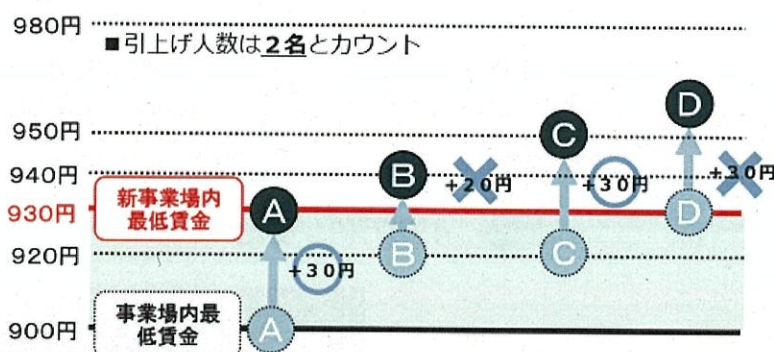 980円
■引上げ人数は2名とカウント
950円
940円
930円
920円
900円
新事業場内
最低賃金
事業場内最
低賃金
A
A
+30円
B
B
+20円
C
C
+30円
D
D
+30円